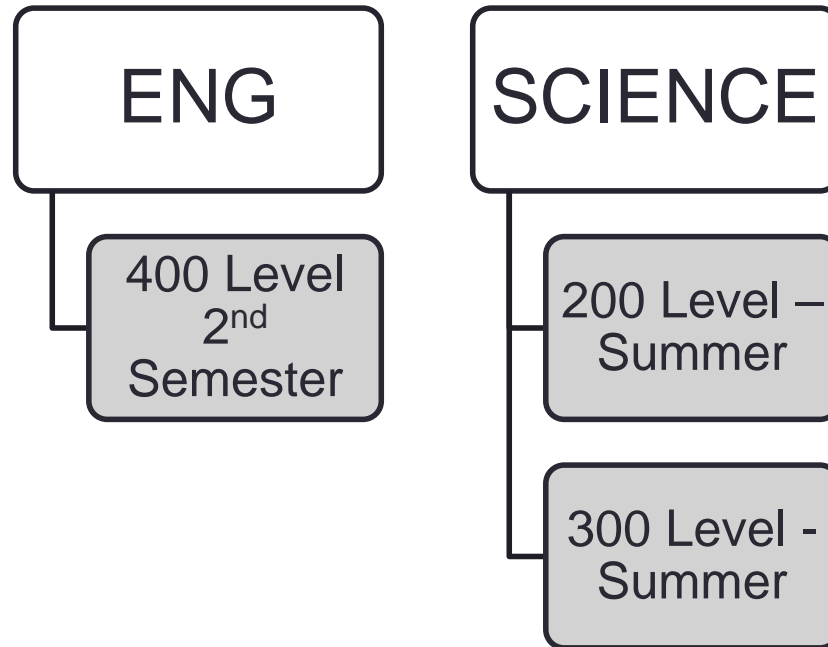 ENG
400 Level
2nd
Semester
SCIENCE
200 Level –
Summer
300 Level -
Summer